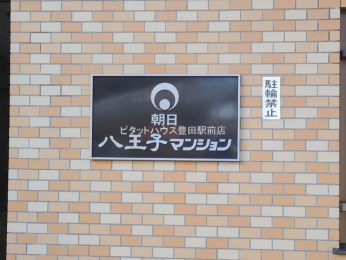 朝日
ピタットハウス豊田駅前店
八王子マンション
駐輪禁止